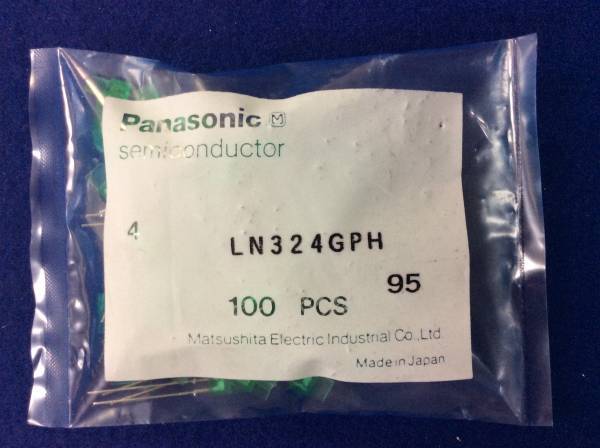 Panasonic M
semiconductor
4
LN324GPH
95
100 PCS
Matsushita Electric Industrial Co.,Ltd.
Made in Japan